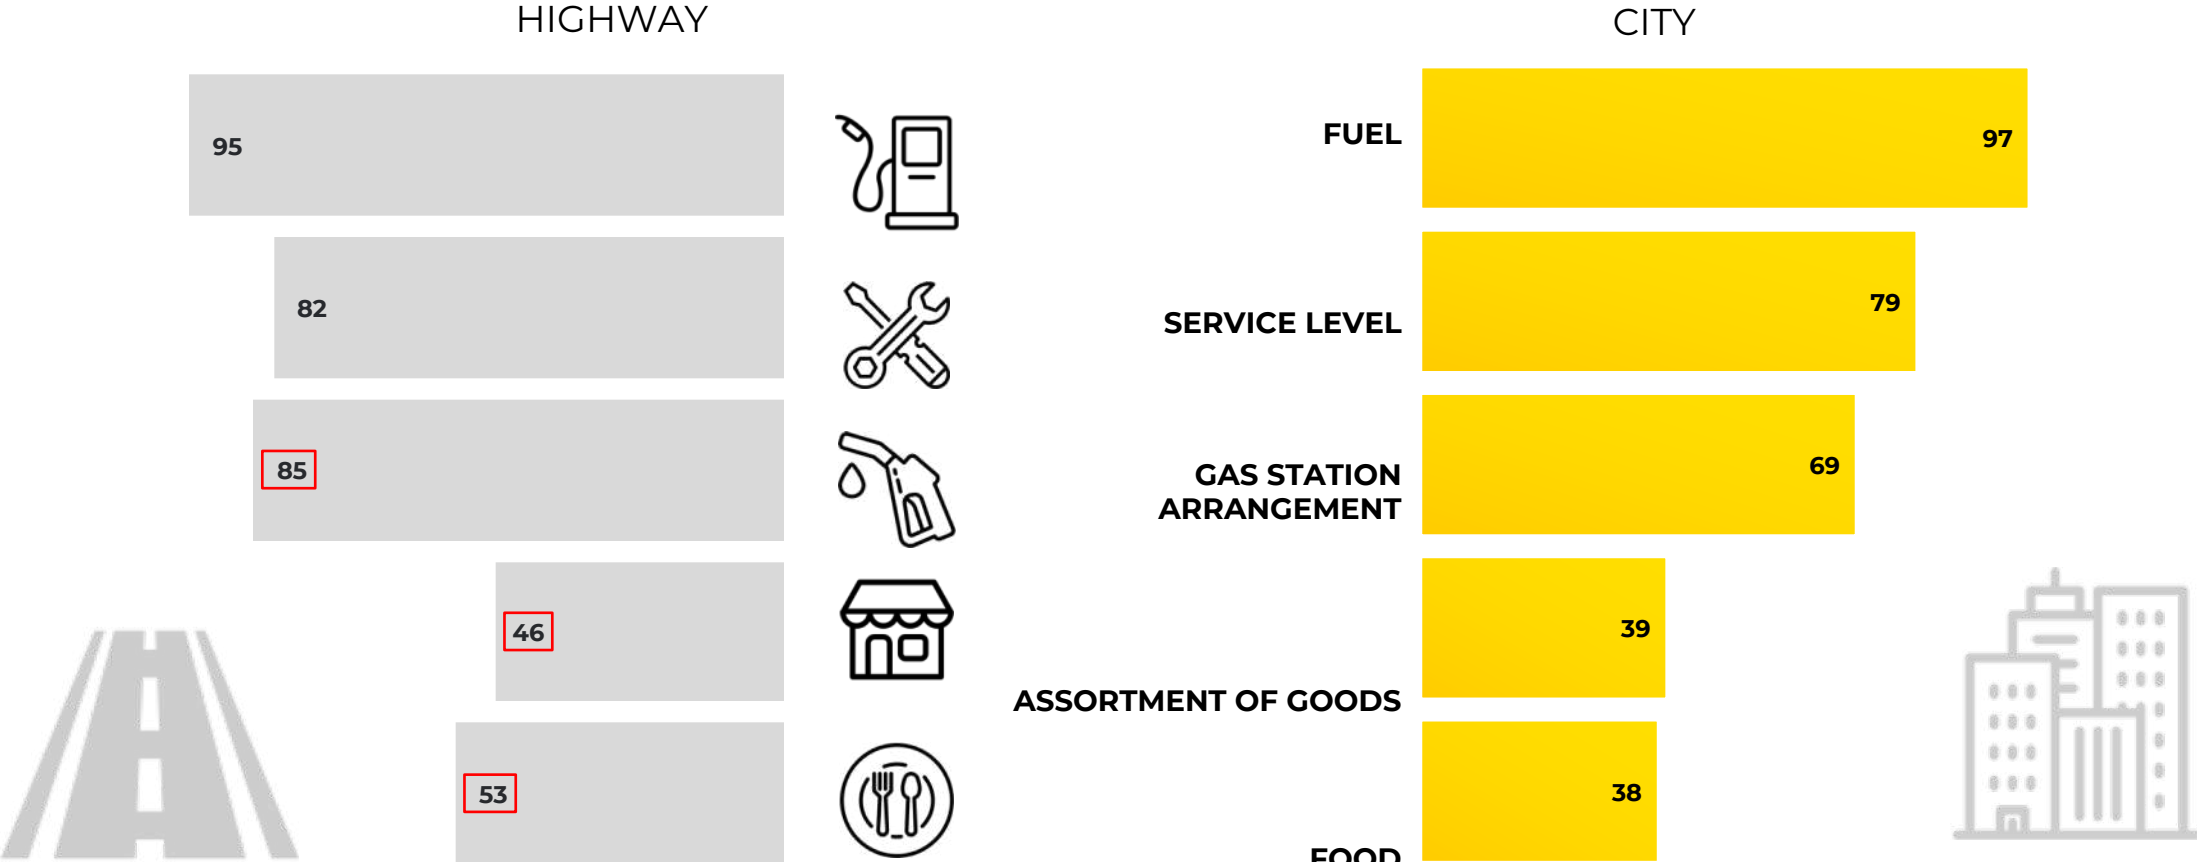 HIGHWAY
CITY
95
FUEL
97
82
SERVICE LEVEL
79
85
GAS STATION
ARRANGEMENT
69
46
ASSORTMENT OF GOODS
39
53
FOOD
38